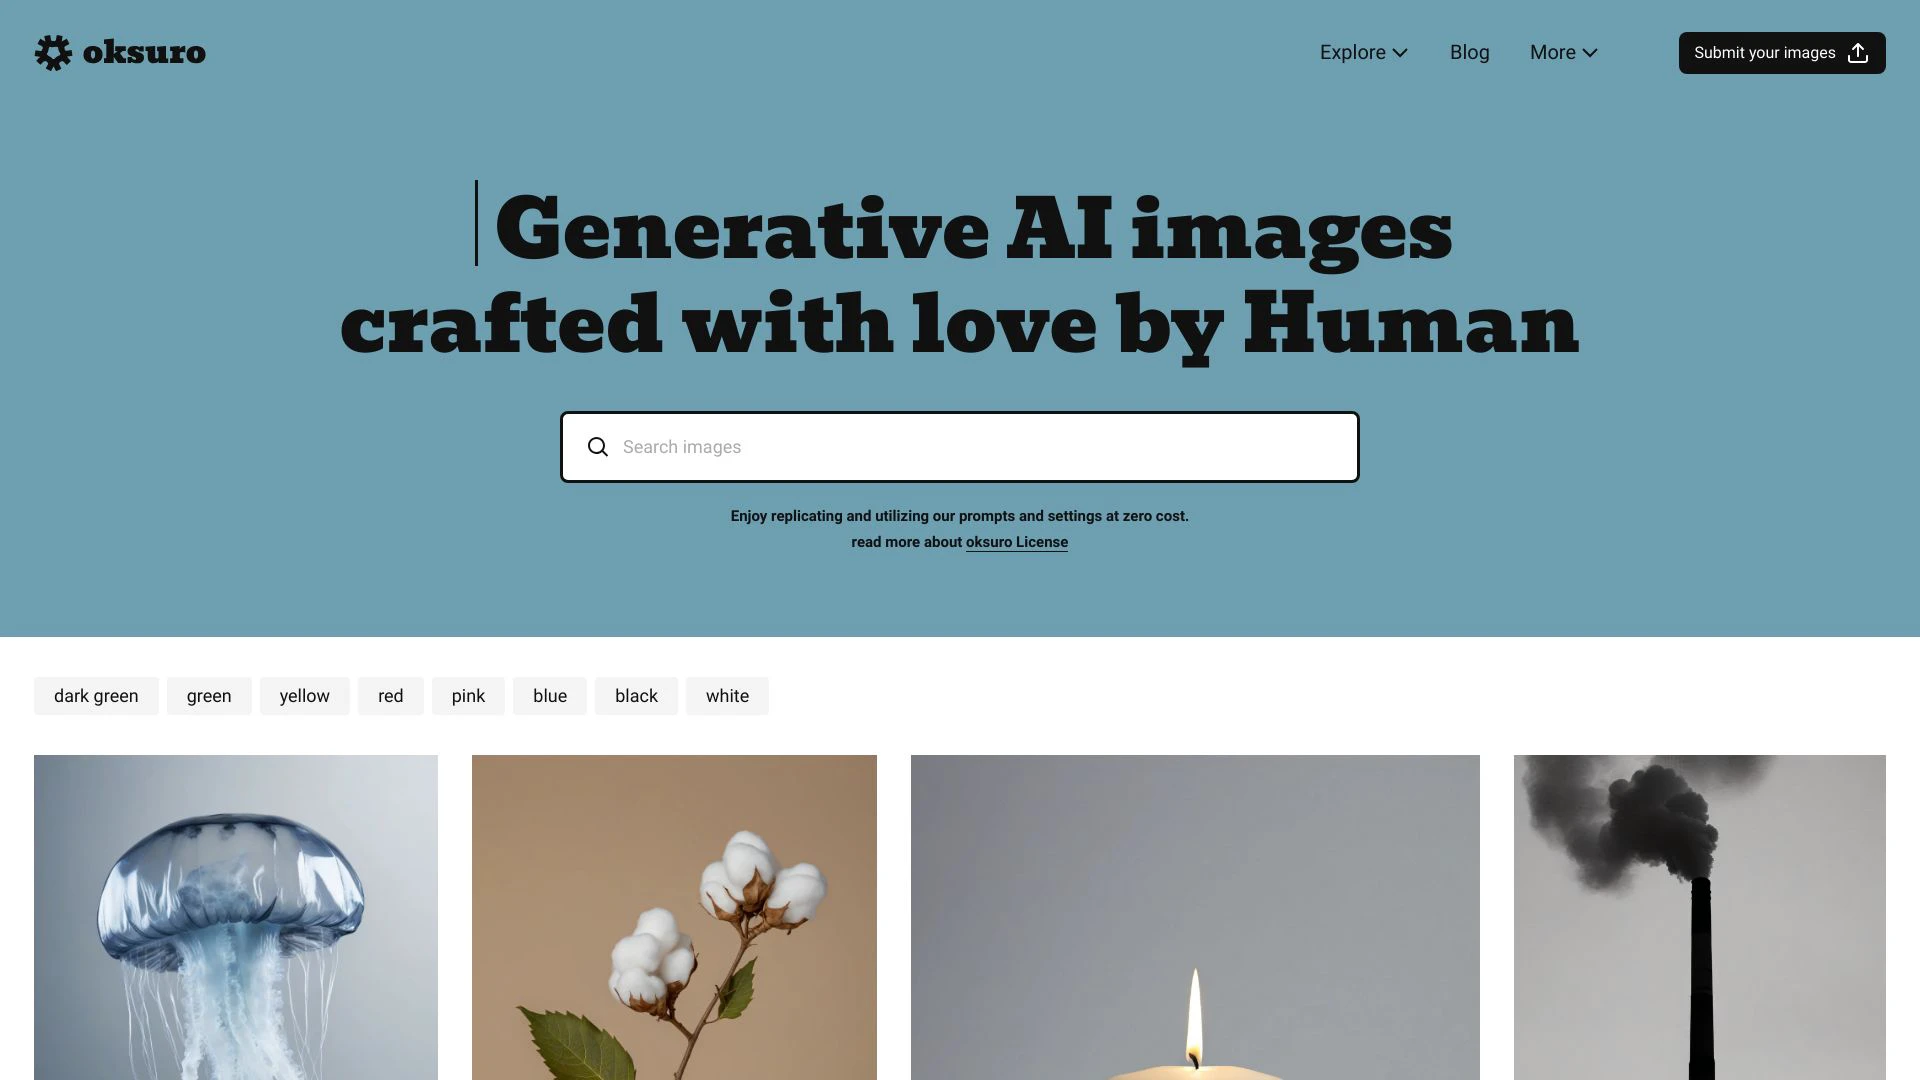 oksuro
Explore
Blog
More
Submit your images
Generative AI images
crafted with love by Human
Search images
Enjoy replicating and utilizing our prompts and settings at zero cost.
read more about oksuro License
dark green
green
yellow
red
pink
blue
black
white